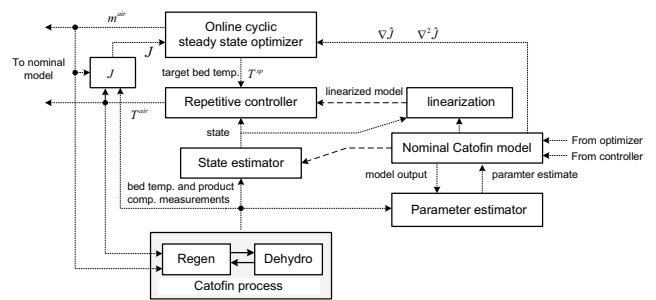 m^air
Online cyclic
steady state optimizer
∇Ĵ ∇²Ĵ
To nominal
model
J
J
target bed temp. T^sp
T^air
Repetitive controller
linearized model
linearization
state
State estimator
Nominal Catofin model
From optimizer
From controller
bed temp. and product
comp. measurements
model output
paramter estimate
Parameter estimator
Regen
Dehydro
Catofin process